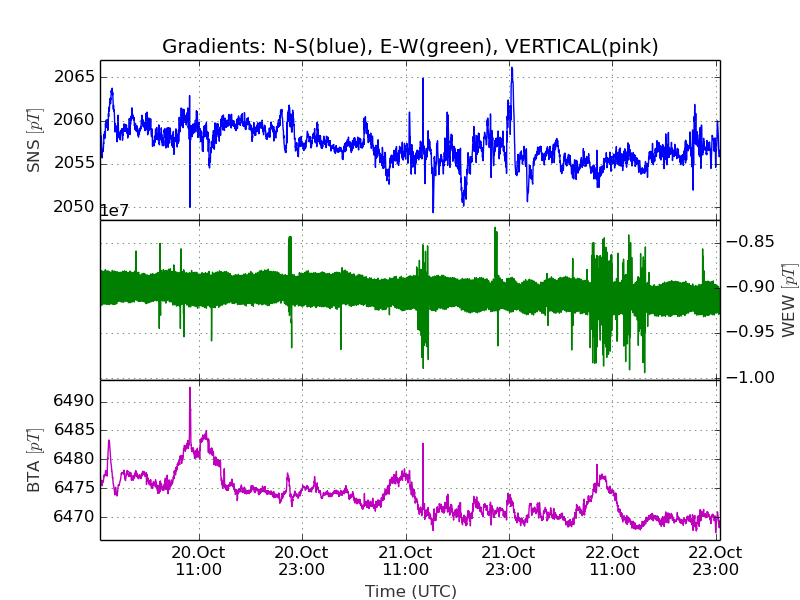 Gradients: N-S(blue), E-W(green), VERTICAL(pink)
SNS [pT]
2065
2060
2055
2050
1e7
−0.85
−0.90
−0.95
−1.00
WEW [pT]
BTA [pT]
6490
6485
6480
6475
6470
20.Oct 11:00
20.Oct 23:00
21.Oct 11:00
21.Oct 23:00
22.Oct 11:00
22.Oct 23:00
Time (UTC)